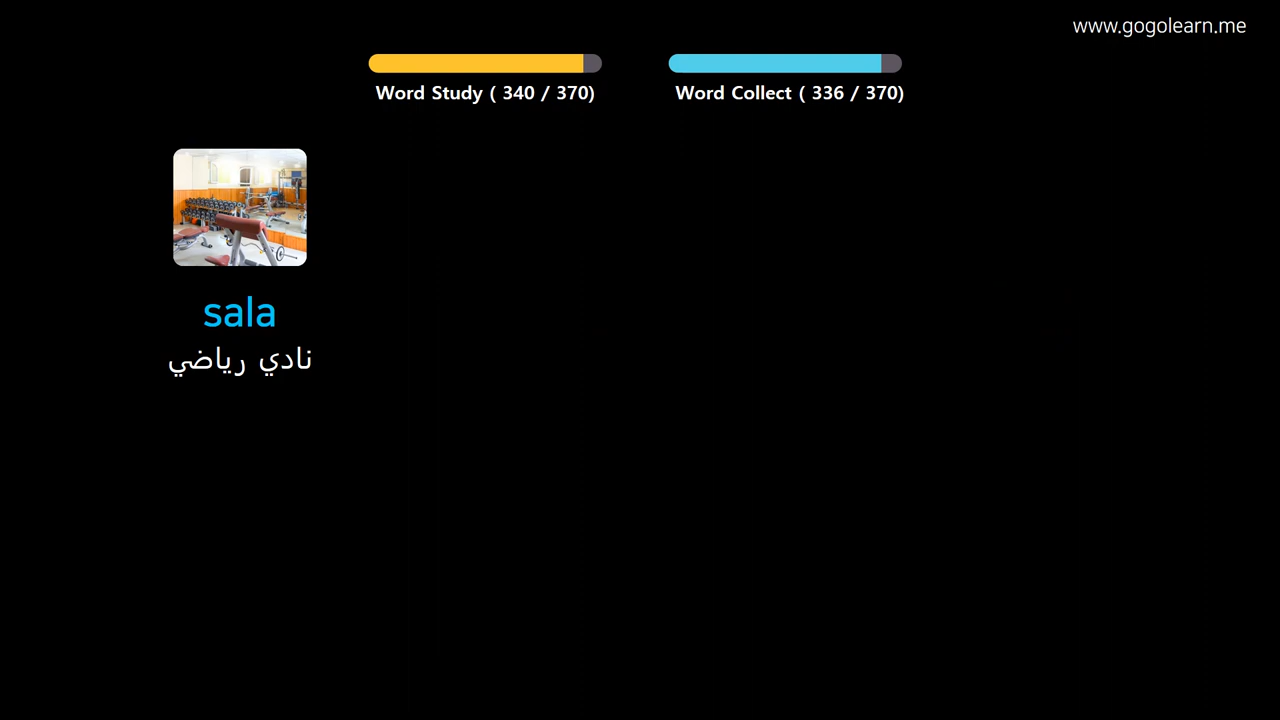 www.gogolearn.me
Word Study ( 340 / 370)
Word Collect ( 336 / 370)
sala
نادي رياضي